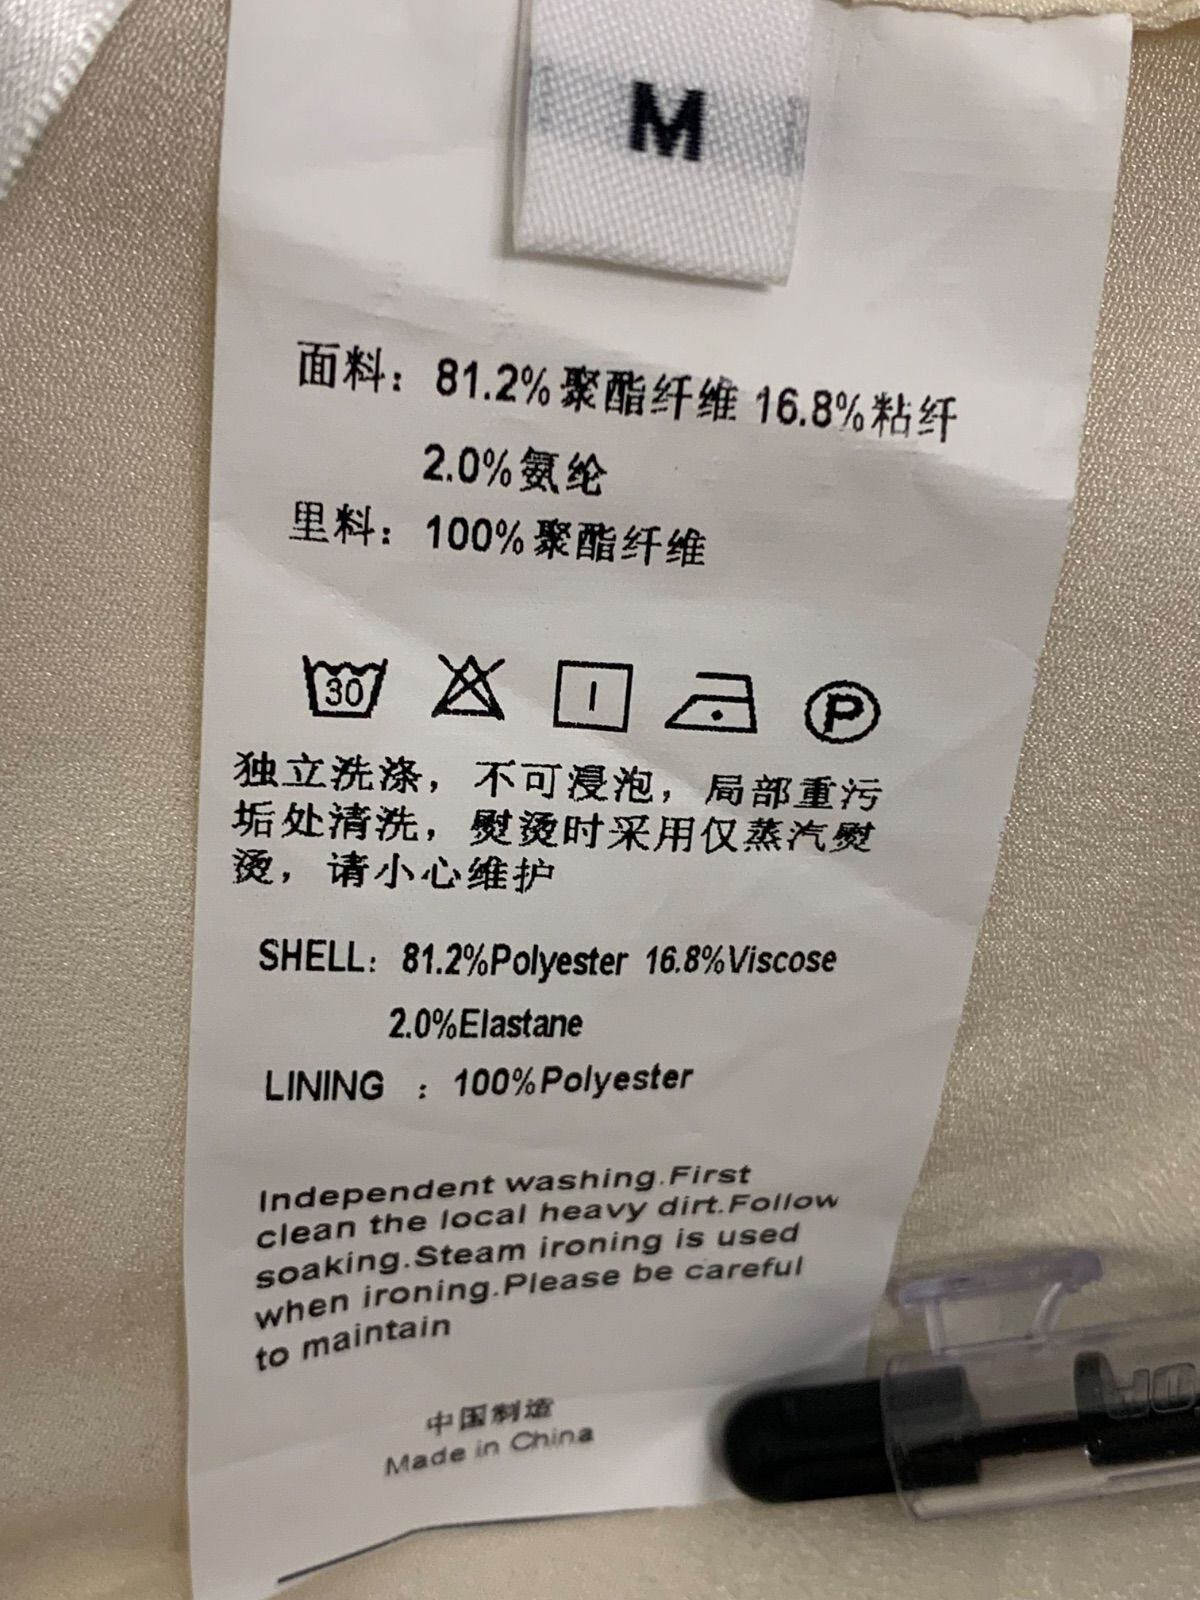 M
面料：81.2%聚酯纤维 16.8%粘纤
2.0%氨纶
里料：100%聚酯纤维
30
P
独立洗涤，不可浸泡，局部重污
垢处清洗，熨烫时采用仅蒸汽熨
烫，请小心维护
SHELL：81.2%Polyester 16.8%Viscose
2.0%Elastane
LINING ：100%Polyester
Independent washing.First
clean the local heavy dirt.Follow
soaking.Steam ironing is used
when ironing.Please be careful
to maintain
中国制造
Made in China